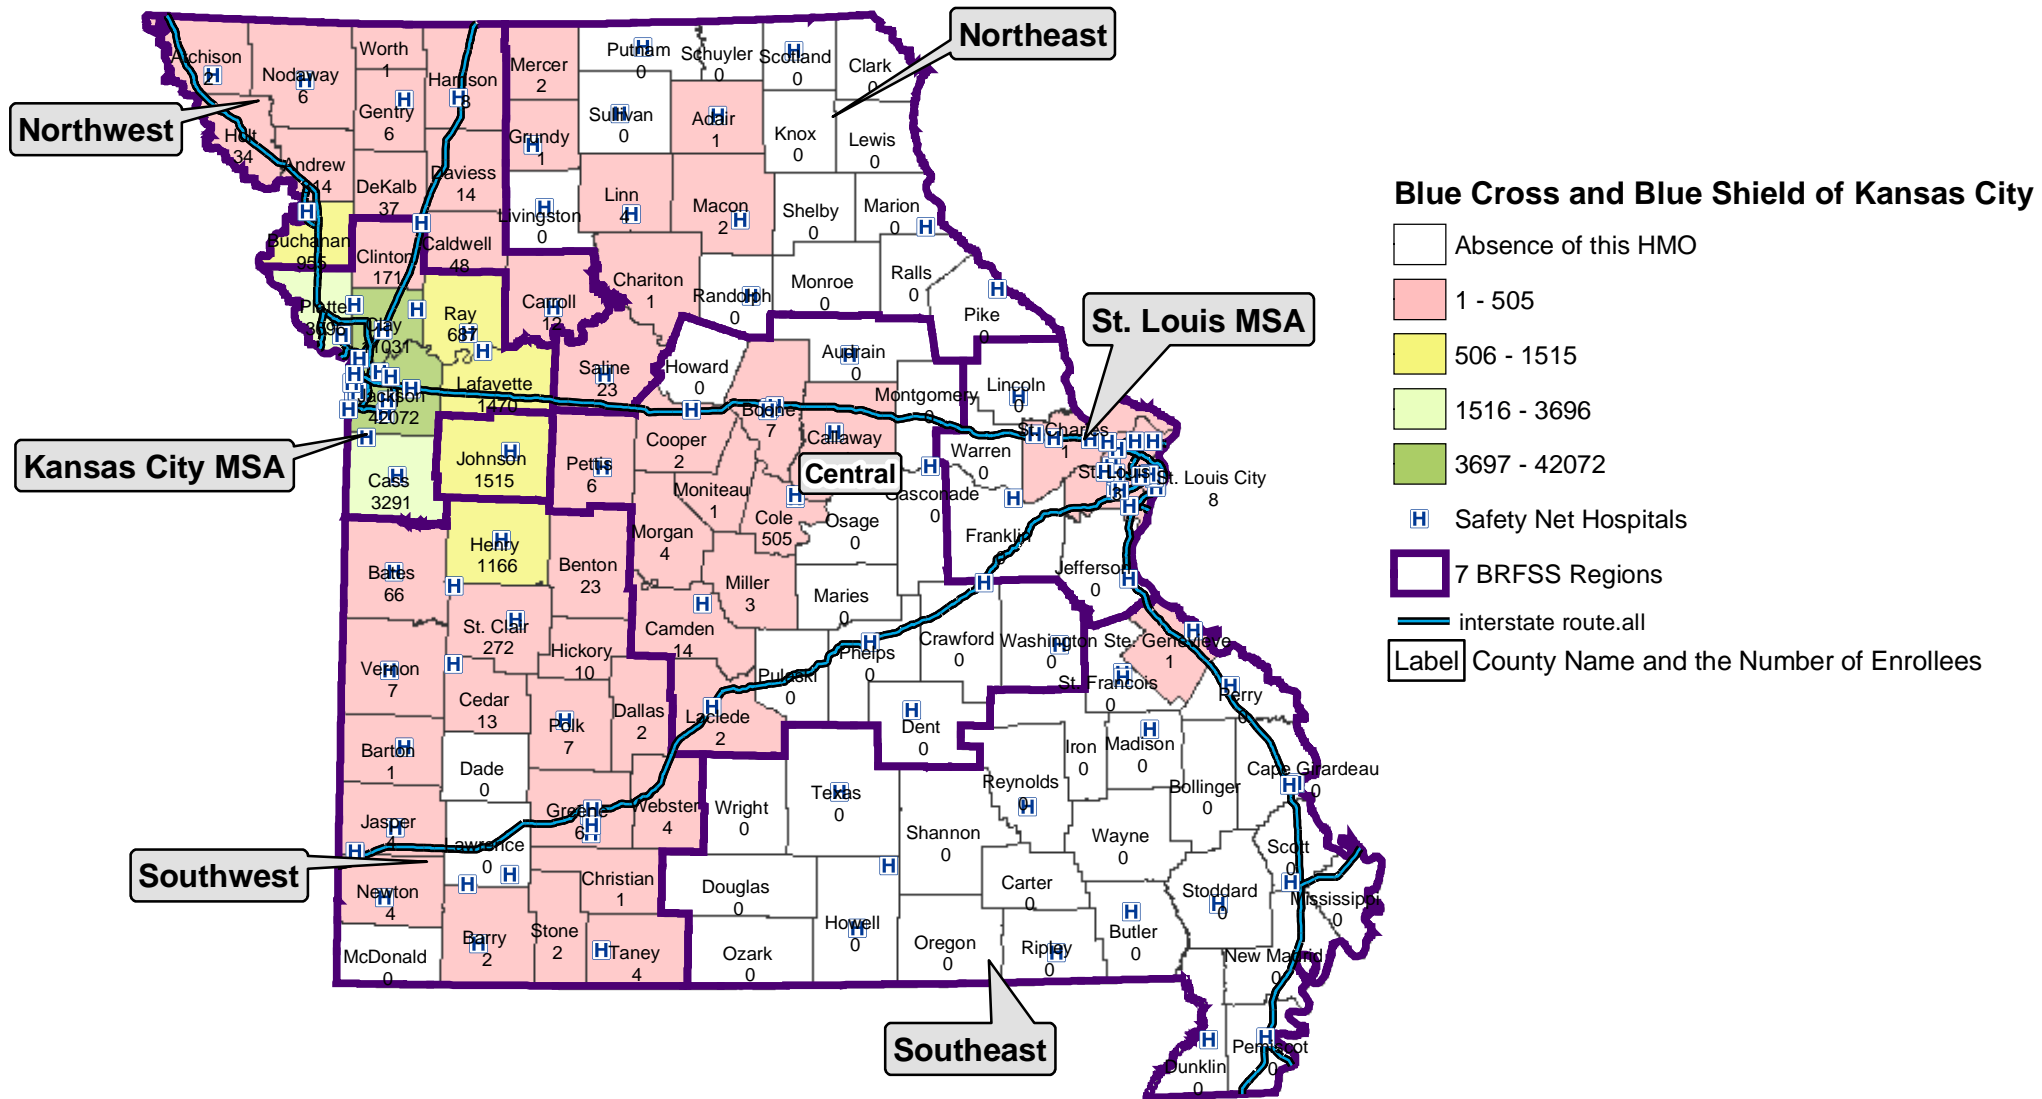 Northeast
Northwest
St. Louis MSA
Kansas City MSA
Central
Southwest
Southeast
Blue Cross and Blue Shield of Kansas City
Absence of this HMO
1 - 505
506 - 1515
1516 - 3696
3697 - 42072
H Safety Net Hospitals
7 BRFSS Regions
interstate route.all
Label County Name and the Number of Enrollees
Atchison
2
Nodaway
6
Worth
1
Gentry
6
Harrison
Mercer
2
Putnam
0
Schuyler
0
Scotland
0
Clark
0
Holt
34
Andrew
DeKalb
37
Daviess
14
Grundy
1
Sullivan
0
Adair
1
Knox
0
Lewis
0
Buchanan
955
Clinton
171
Caldwell
48
Livingston
0
Linn
4
Macon
2
Shelby
0
Marion
0
Platte
3696
Clay
Ray
687
Carroll
12
Chariton
1
Randolph
0
Monroe
0
Ralls
0
Pike
0
Jackson
42072
Lafayette
1470
Saline
23
Howard
0
Boone
7
Audrain
0
Callaway
Montgomery
0
Lincoln
0
Warren
0
St. Charles
1
St. Louis
3
St. Louis City
8
Cass
3291
Johnson
1515
Pettis
6
Cooper
2
Moniteau
1
Cole
505
Osage
0
Gasconade
0
Franklin
0
Jefferson
0
Bates
66
Henry
1166
Benton
23
Morgan
4
Miller
3
Maries
0
Camden
14
Pulaski
0
Phelps
0
Crawford
0
Washington
0
Ste. Genevieve
1
St. Francois
0
Perry
0
Vernon
7
St. Clair
272
Hickory
10
Cedar
13
Polk
7
Dallas
2
Laclede
2
Dent
0
Iron
0
Madison
0
Bollinger
0
Cape Girardeau
0
Barton
1
Dade
0
Greene
Webster
4
Wright
0
Texas
0
Shannon
0
Reynolds
0
Wayne
0
Scott
0
Mississippi
0
Jasper
4
Lawrence
0
Newton
4
Christian
1
Douglas
0
Howell
0
Carter
0
Butler
0
Stoddard
0
New Madrid
0
McDonald
0
Barry
2
Stone
2
Taney
4
Ozark
0
Oregon
0
Ripley
0
Dunklin
0
Pemiscot
0